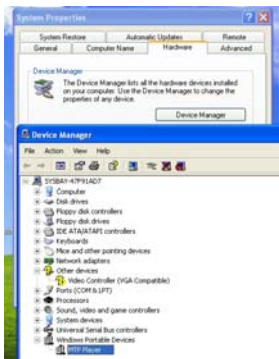 System Properties
System Restore Automatic Updates Remote
General Computer Name Hardware Advanced
Device Manager
The Device Manager lists all the hardware devices installed
on your computer. Use the Device Manager to change the
properties of any device.
Device Manager
Device Manager
File Action View Help
SYSBAY-47P91AD7
Computer
Disk drives
Floppy disk controllers
Floppy disk drives
IDE ATA/ATAPI controllers
Keyboards
Mice and other pointing devices
Network adapters
Other devices
Video Controller (VGA Compatible)
Ports (COM & LPT)
Processors
Sound, video and game controllers
System devices
Universal Serial Bus controllers
Windows Portable Devices
MTP Player